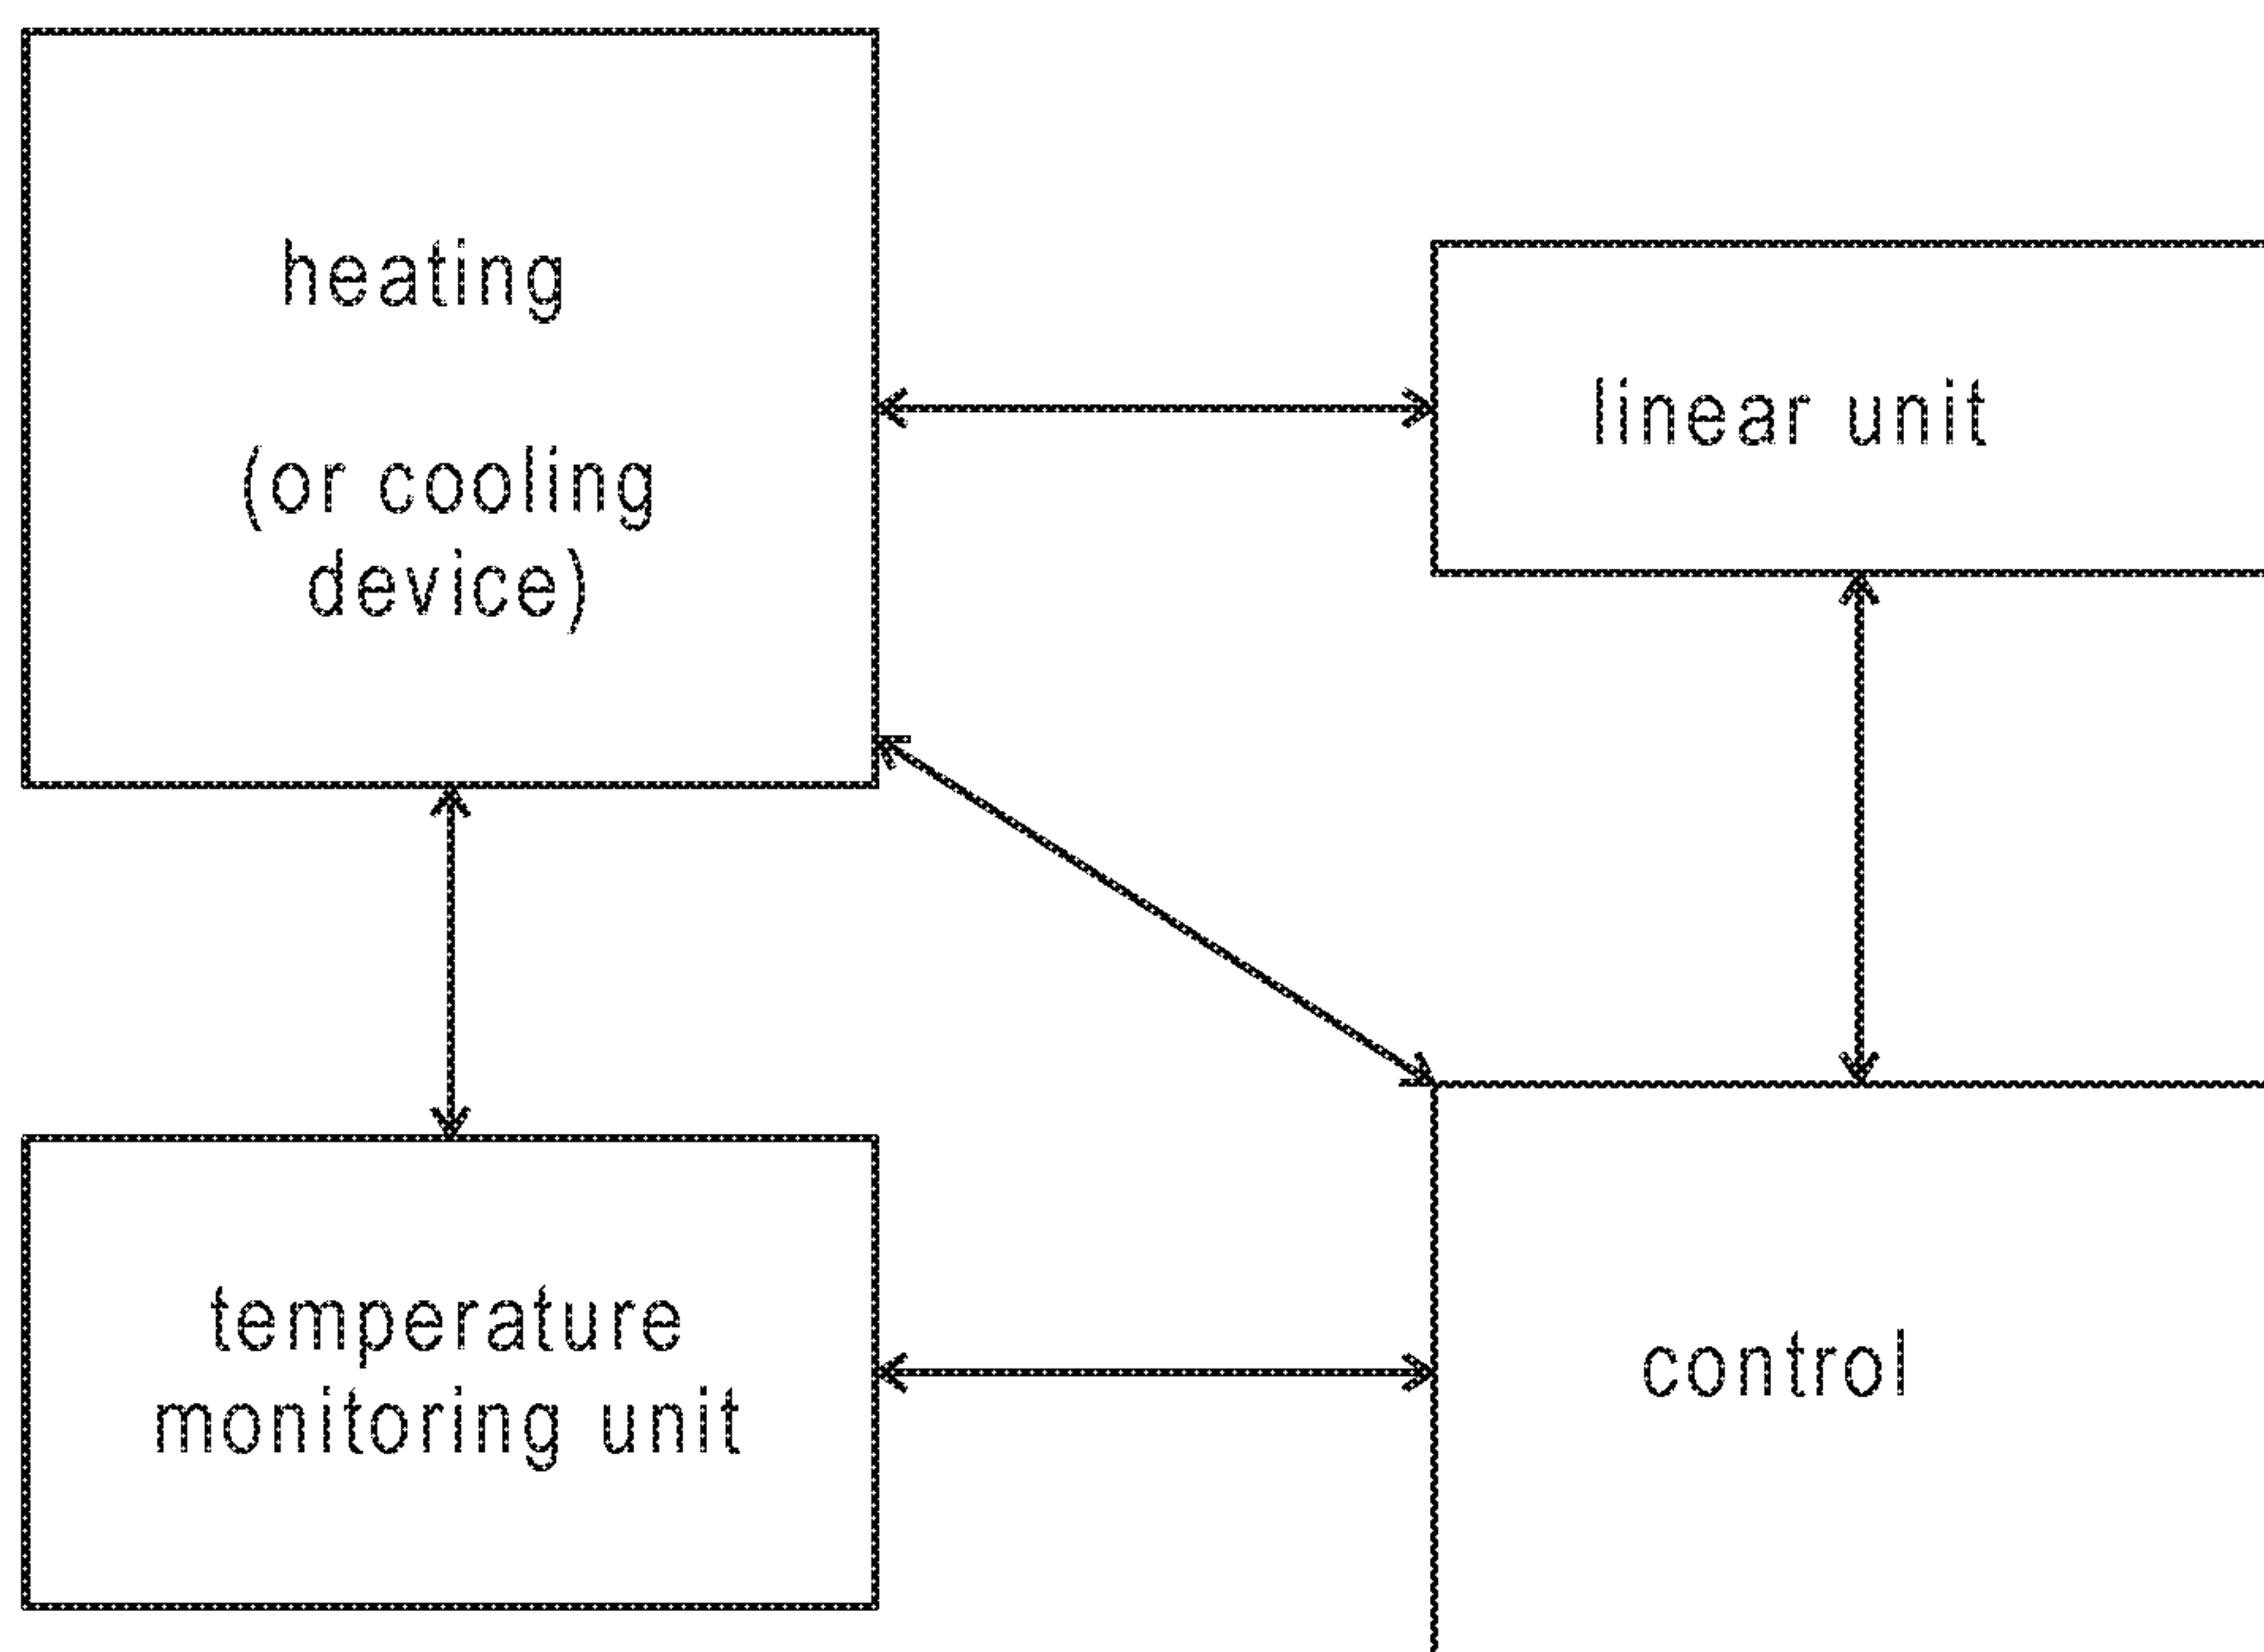 heating
(or cooling
device)
linear unit
temperature
monitoring unit
control